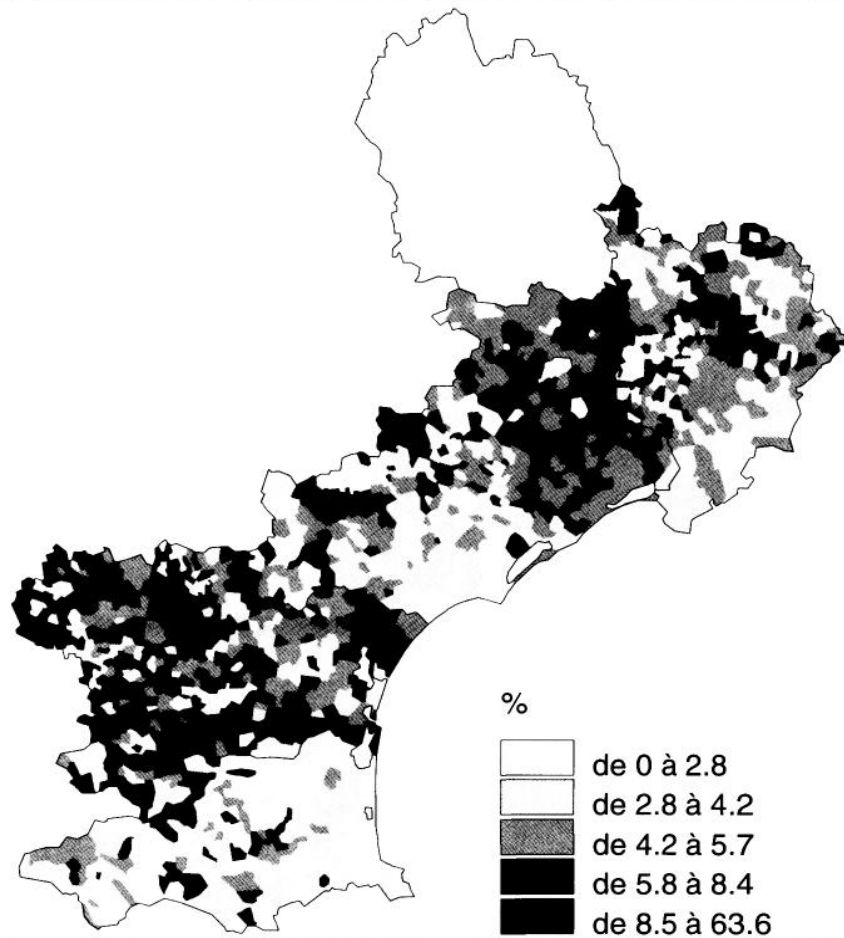 %
de 0 à 2.8
de 2.8 à 4.2
de 4.2 à 5.7
de 5.8 à 8.4
de 8.5 à 63.6